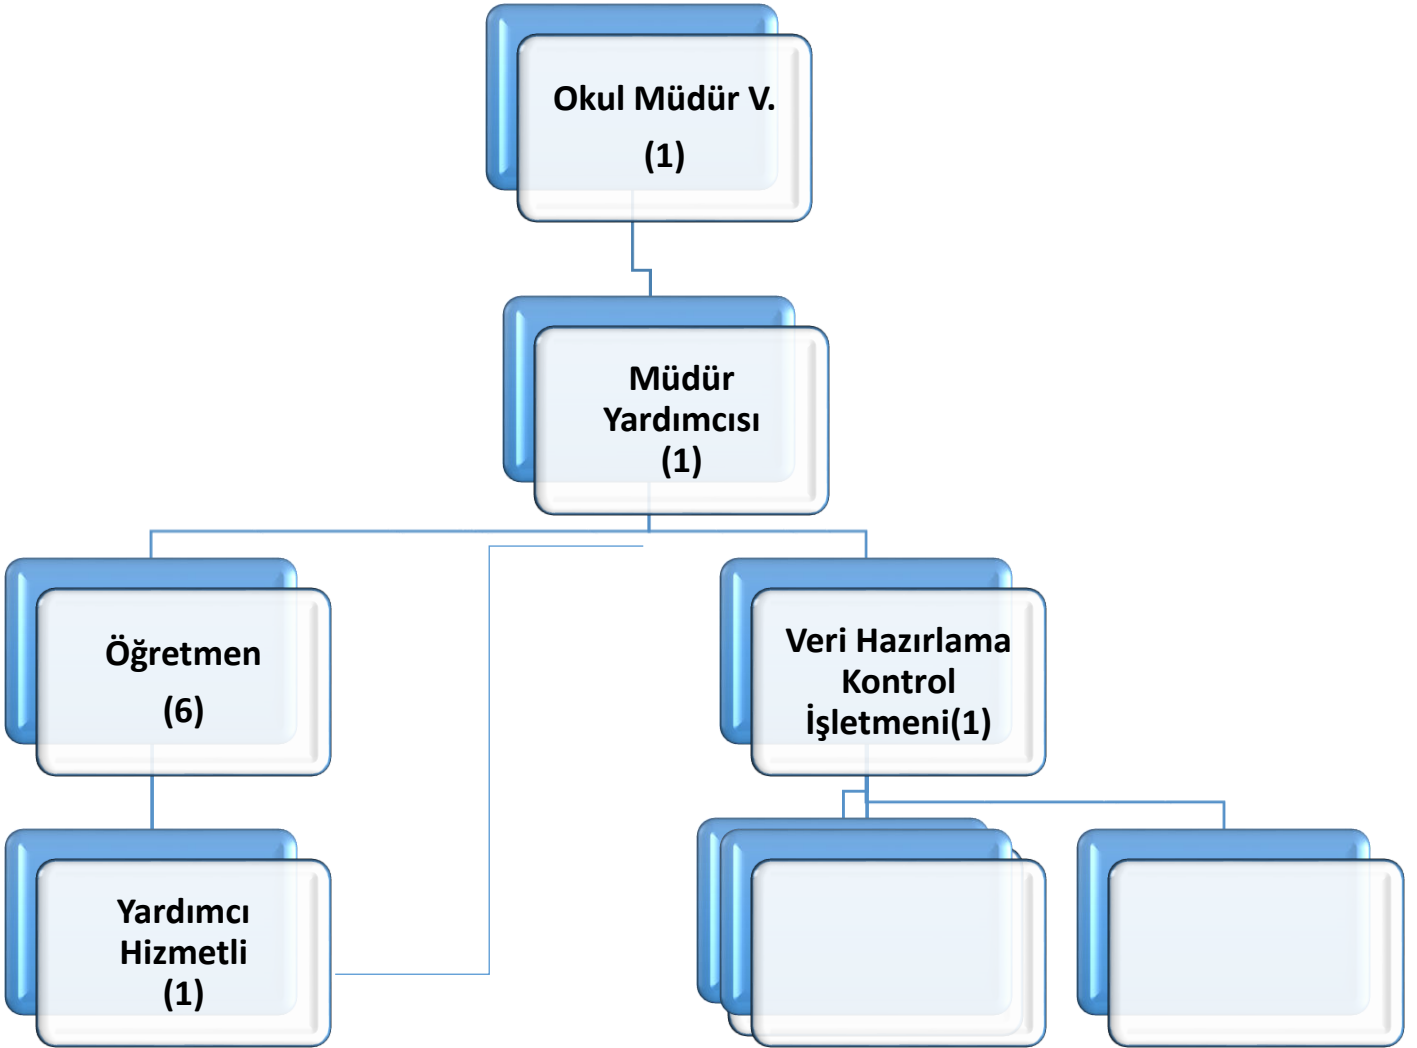 Okul Müdür V.
(1)
Müdür
Yardımcısı
(1)
Öğretmen
(6)
Veri Hazırlama
Kontrol
İşletmeni(1)
Yardımcı
Hizmetli
(1)